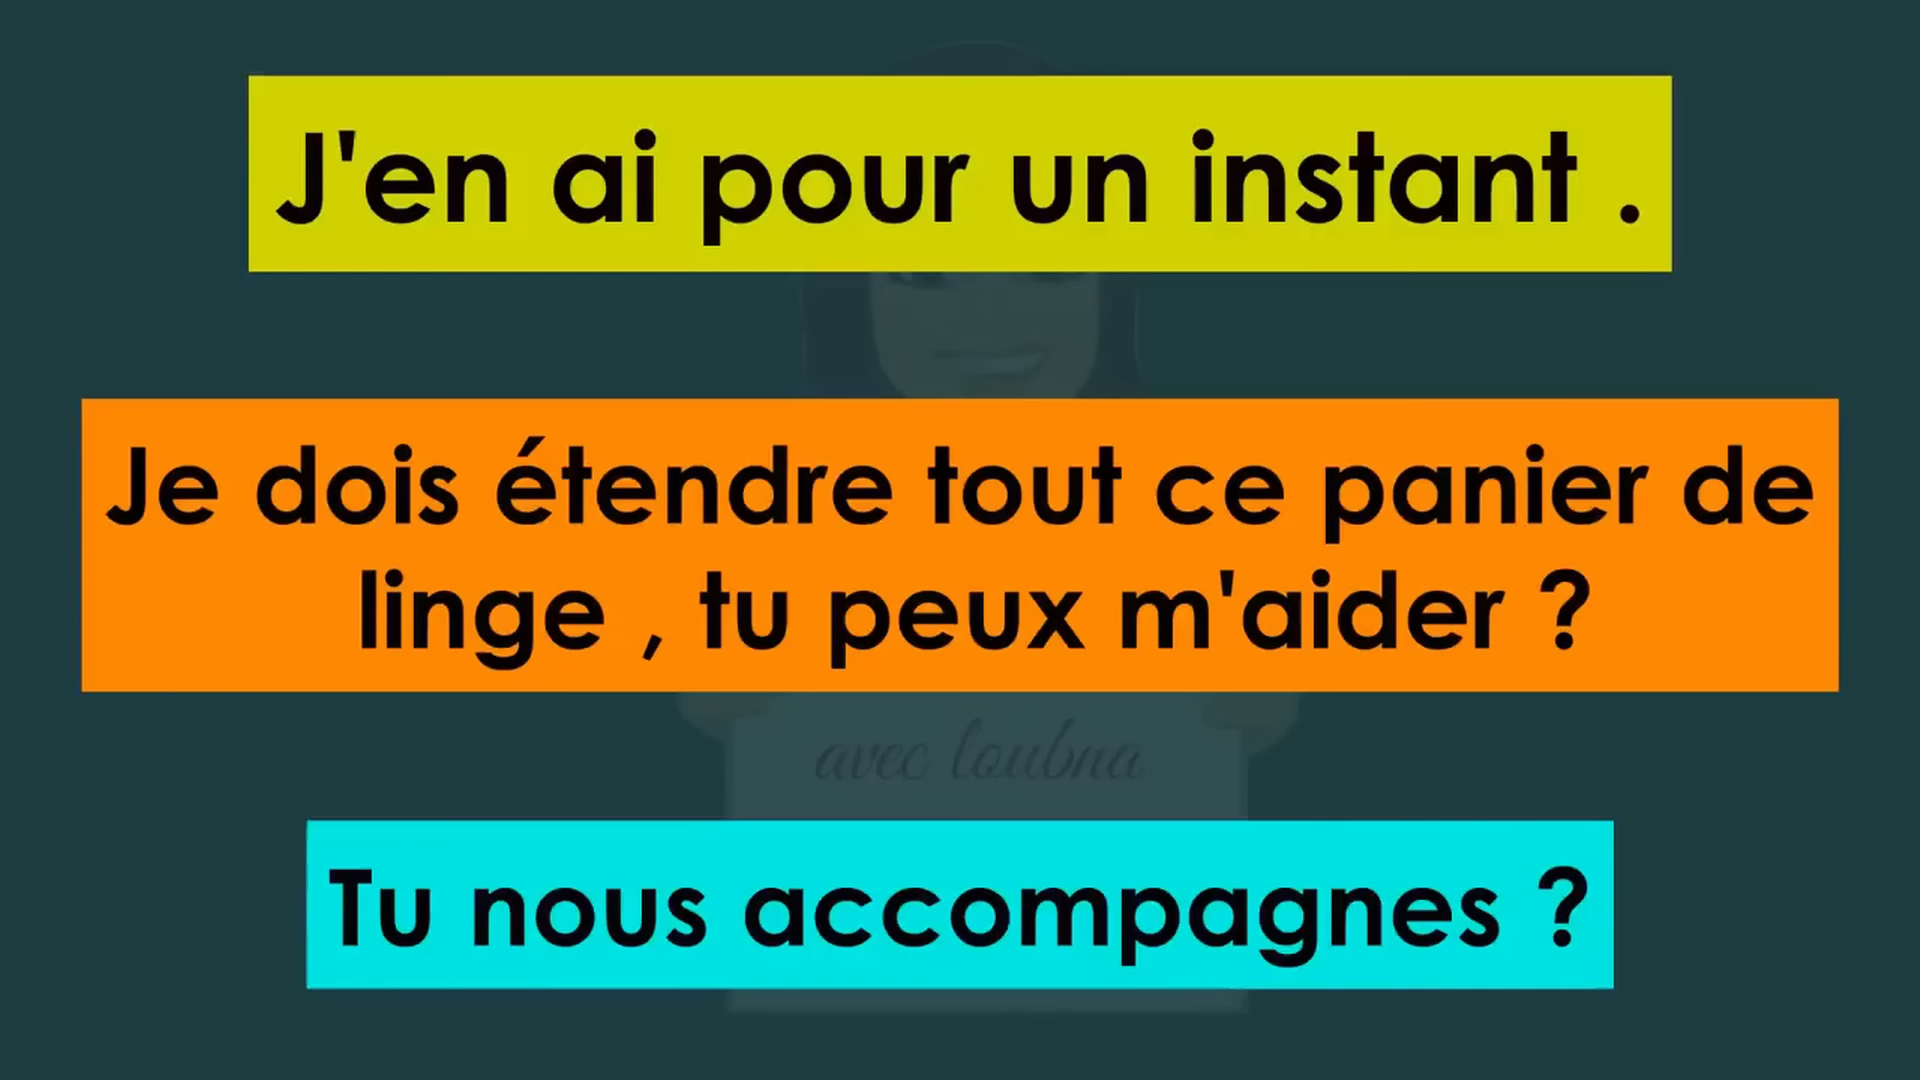 J'en ai pour un instant .
Je dois étendre tout ce panier de
linge , tu peux m'aider ?
avec loubna
Tu nous accompagnes ?